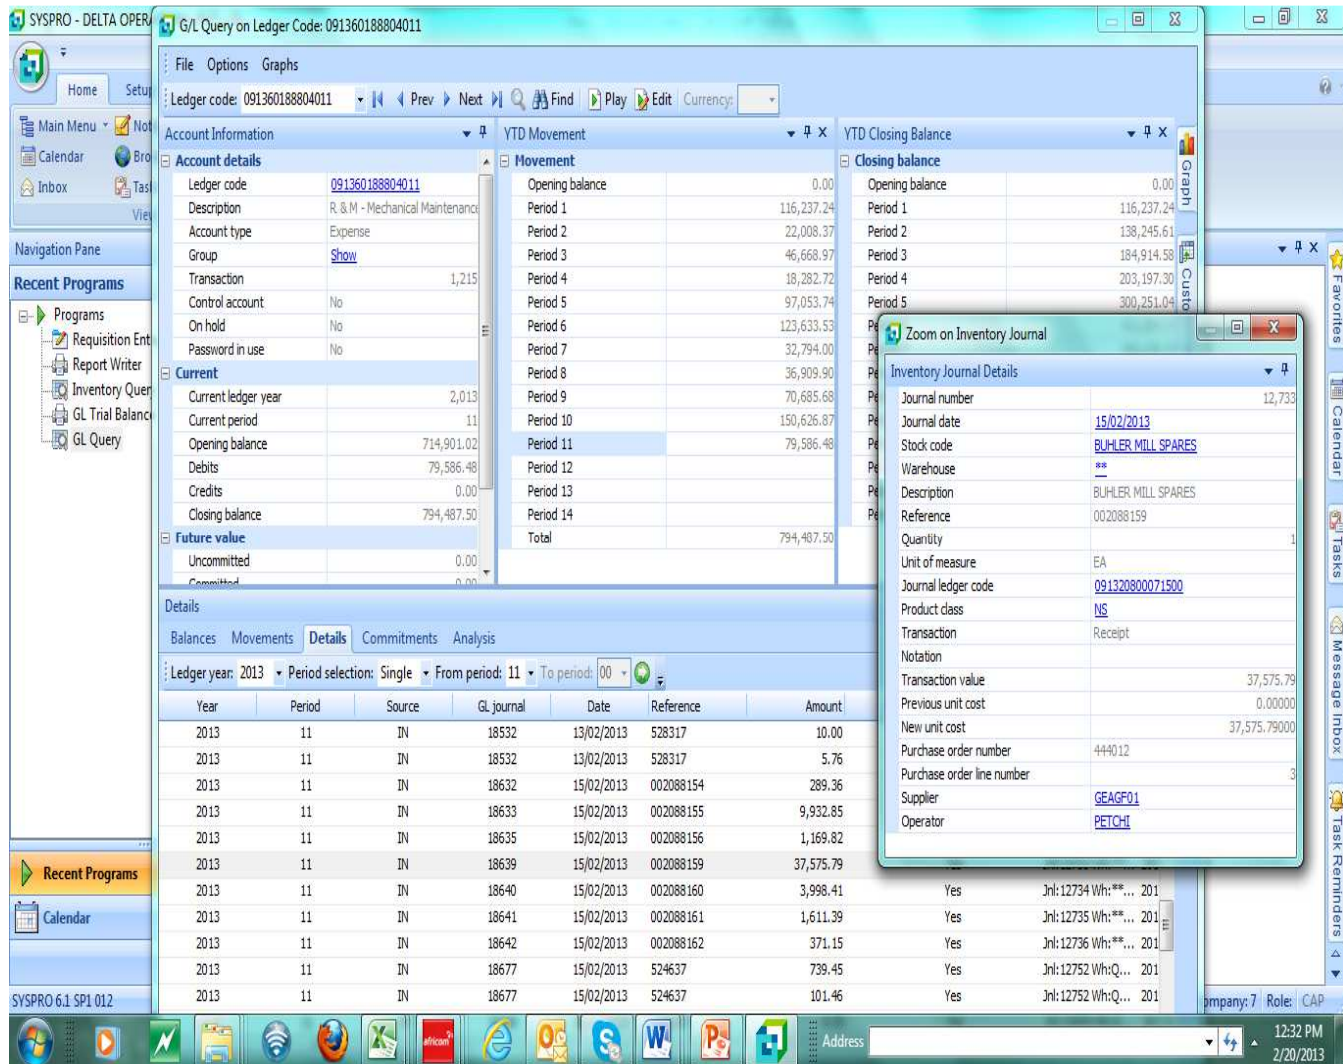 SYSPRO - DELTA OPERA
G/L Query on Ledger Code: 091360188804011
File Options Graphs
Home Setup
Ledger code: 091360188804011 Prev Next Find Play Edit Currency:
Main Menu Not
Calendar Bro
Inbox Task
View
Account Information
Account details
Ledger code 091360188804011
Description R & M - Mechanical Maintenance
Account type Expense
Group Show
Transaction 1,215
Control account No
On hold No
Password in use No
Current
Current ledger year 2,013
Current period 11
Opening balance 714,901.02
Debits 79,586.48
Credits 0.00
Closing balance 794,487.50
Future value
Uncommitted 0.00
Committed 0.00
YTD Movement
Movement
Opening balance 0.00
Period 1 116,237.24
Period 2 22,008.37
Period 3 46,668.97
Period 4 18,282.72
Period 5 97,053.74
Period 6 123,633.53
Period 7 32,794.00
Period 8 36,909.90
Period 9 70,685.68
Period 10 150,626.87
Period 11 79,586.48
Period 12
Period 13
Period 14
Total 794,487.50
YTD Closing Balance
Closing balance
Opening balance 0.00
Period 1 116,237.24
Period 2 138,245.61
Period 3 184,914.58
Period 4 203,197.30
Period 5 300,251.04
Pe
Pe
Pe
Pe
Pe
Pe
Pe
Pe
Pe
Graph
Custo
Navigation Pane
Recent Programs
Programs
Requisition Ent
Report Writer
Inventory Quer
GL Trial Balance
GL Query
Recent Programs
Calendar
SYSPRO 6.1 SP1 012
Zoom on Inventory Journal
Inventory Journal Details
Journal number 12,733
Journal date 15/02/2013
Stock code BUHLER MILL SPARES
Warehouse **
Description BUHLER MILL SPARES
Reference 002088159
Quantity 1
Unit of measure EA
Journal ledger code 091320800071500
Product class NS
Transaction Receipt
Notation
Transaction value 37,575.79
Previous unit cost 0.00000
New unit cost 37,575.79000
Purchase order number 444012
Purchase order line number 3
Supplier GEAGF01
Operator PETCHI
Details
Balances Movements Details Commitments Analysis
Ledger year: 2013 Period selection: Single From period: 11 To period: 00
Year Period Source GL journal Date Reference Amount
2013 11 IN 18532 13/02/2013 528317 10.00
2013 11 IN 18532 13/02/2013 528317 5.76
2013 11 IN 18632 15/02/2013 002088154 289.36
2013 11 IN 18633 15/02/2013 002088155 9,932.85
2013 11 IN 18635 15/02/2013 002088156 1,169.82
2013 11 IN 18639 15/02/2013 002088159 37,575.79
2013 11 IN 18640 15/02/2013 002088160 3,998.41 Yes Jnl:12734 Wh:**... 201
2013 11 IN 18641 15/02/2013 002088161 1,611.39 Yes Jnl:12735 Wh:**... 201
2013 11 IN 18642 15/02/2013 002088162 371.15 Yes Jnl:12736 Wh:**... 201
2013 11 IN 18677 15/02/2013 524637 739.45 Yes Jnl:12752 Wh:Q... 201
2013 11 IN 18677 15/02/2013 524637 101.46 Yes Jnl:12752 Wh:Q... 201
Favorites
Calendar
Tasks
Message Inbox
Task Reminders
ompany: 7 Role: CAP
africom
Address
12:32 PM
2/20/2013